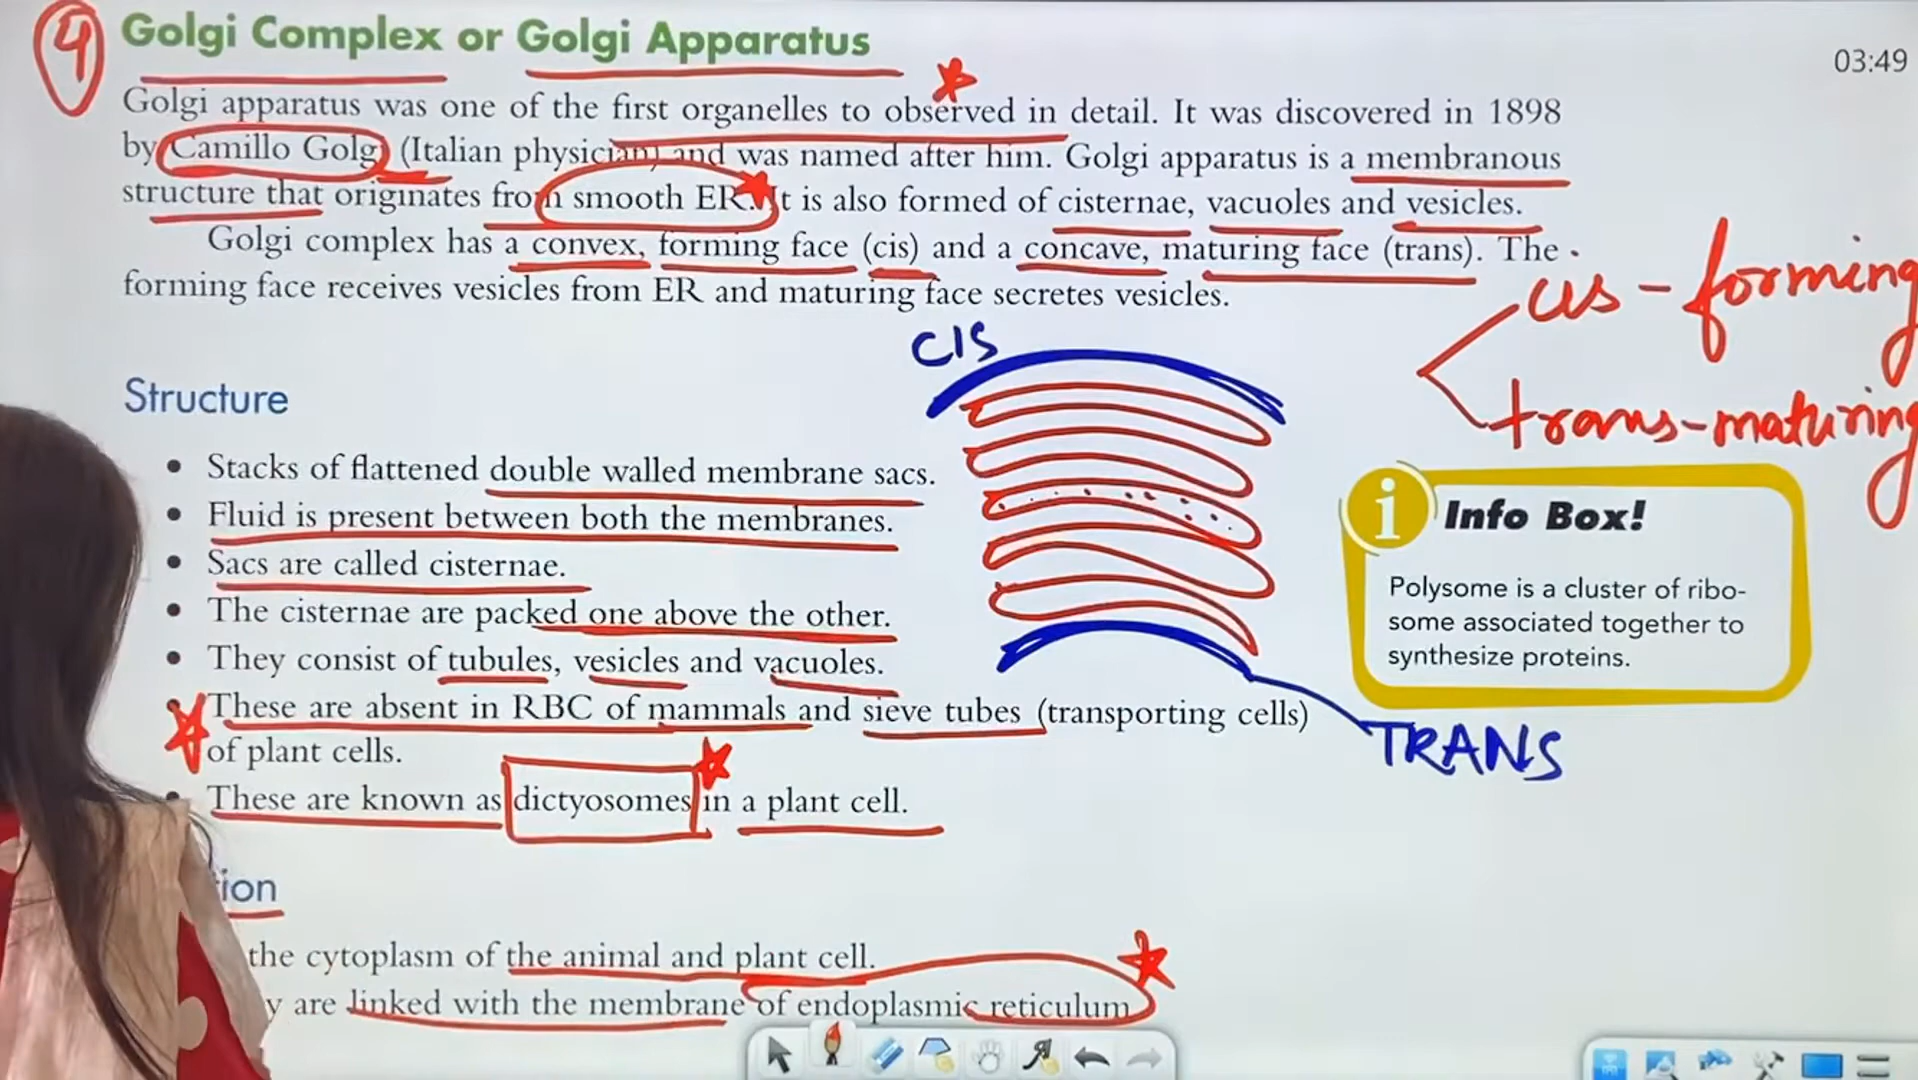 4
Golgi Complex or Golgi Apparatus
03:49
Golgi apparatus was one of the first organelles to observed in detail. It was discovered in 1898
by Camillo Golgi (Italian physician) and was named after him. Golgi apparatus is a membranous
structure that originates from smooth ER. It is also formed of cisternae, vacuoles and vesicles.
Golgi complex has a convex, forming face (cis) and a concave, maturing face (trans). The
forming face receives vesicles from ER and maturing face secretes vesicles.
cis - forming
trans - maturing
CIS
Structure
• Stacks of flattened double walled membrane sacs.
• Fluid is present between both the membranes.
• Sacs are called cisternae.
• The cisternae are packed one above the other.
• They consist of tubules, vesicles and vacuoles.
• These are absent in RBC of mammals and sieve tubes (transporting cells)
of plant cells.
• These are known as dictyosomes in a plant cell.
TRANS
i Info Box!
Polysome is a cluster of ribo-
some associated together to
synthesize proteins.
tion
the cytoplasm of the animal and plant cell.
y are linked with the membrane of endoplasmic reticulum